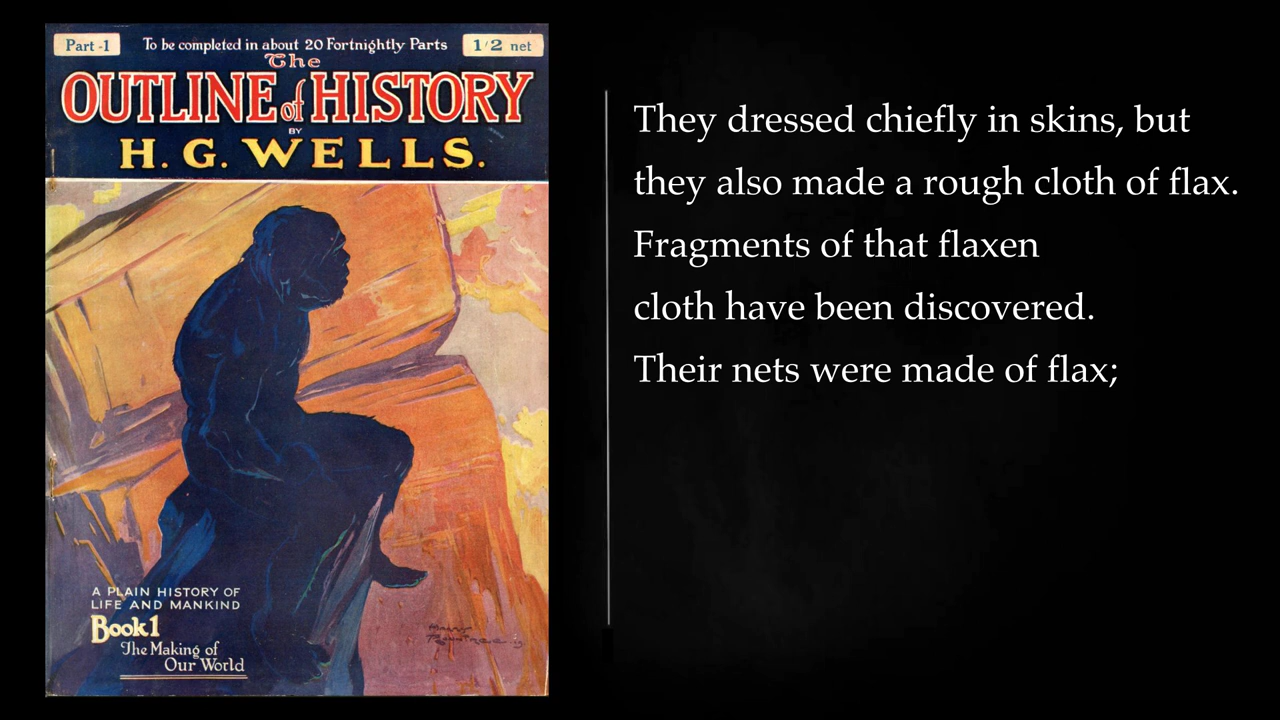 Part -1
To be completed in about 20 Fortnightly Parts
1/2 net
The
OUTLINE of HISTORY
BY
H. G. WELLS.
A PLAIN HISTORY OF
LIFE AND MANKIND
Book 1
The Making of
Our World
They dressed chiefly in skins, but
they also made a rough cloth of flax.
Fragments of that flaxen
cloth have been discovered.
Their nets were made of flax;